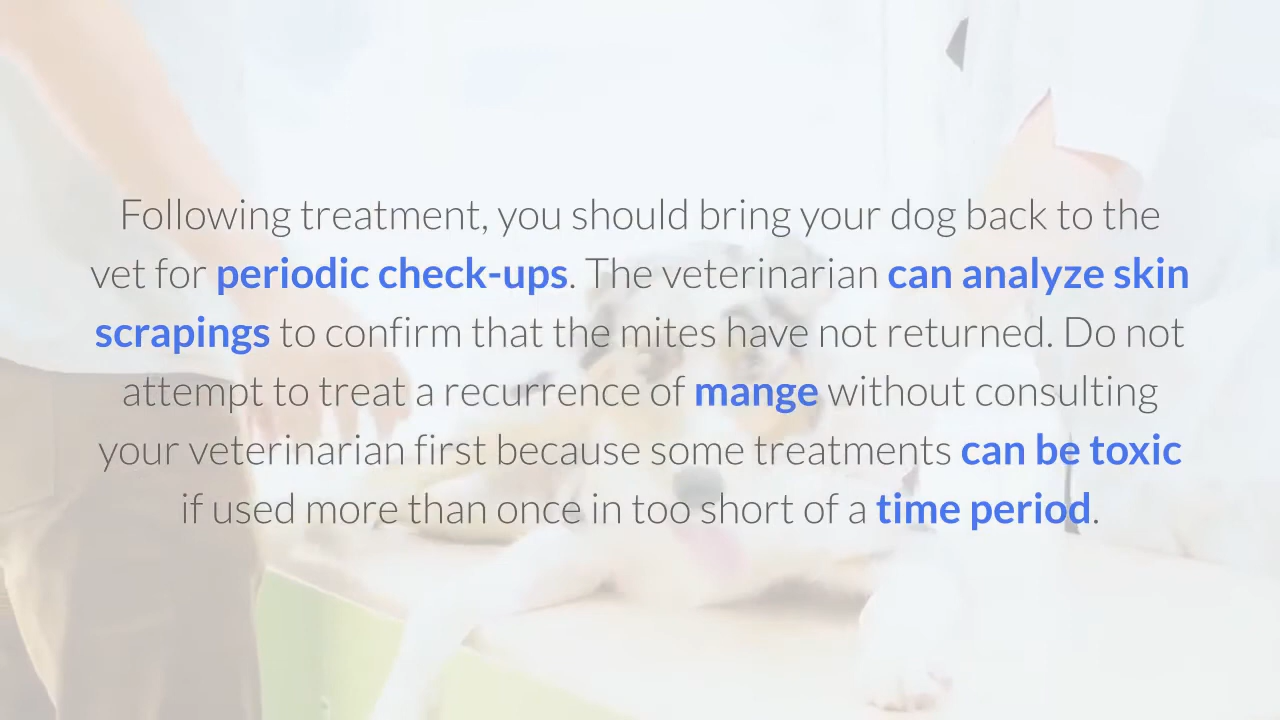 Following treatment, you should bring your dog back to the
vet for periodic check-ups. The veterinarian can analyze skin
scrapings to confirm that the mites have not returned. Do not
attempt to treat a recurrence of mange without consulting
your veterinarian first because some treatments can be toxic
if used more than once in too short of a time period.